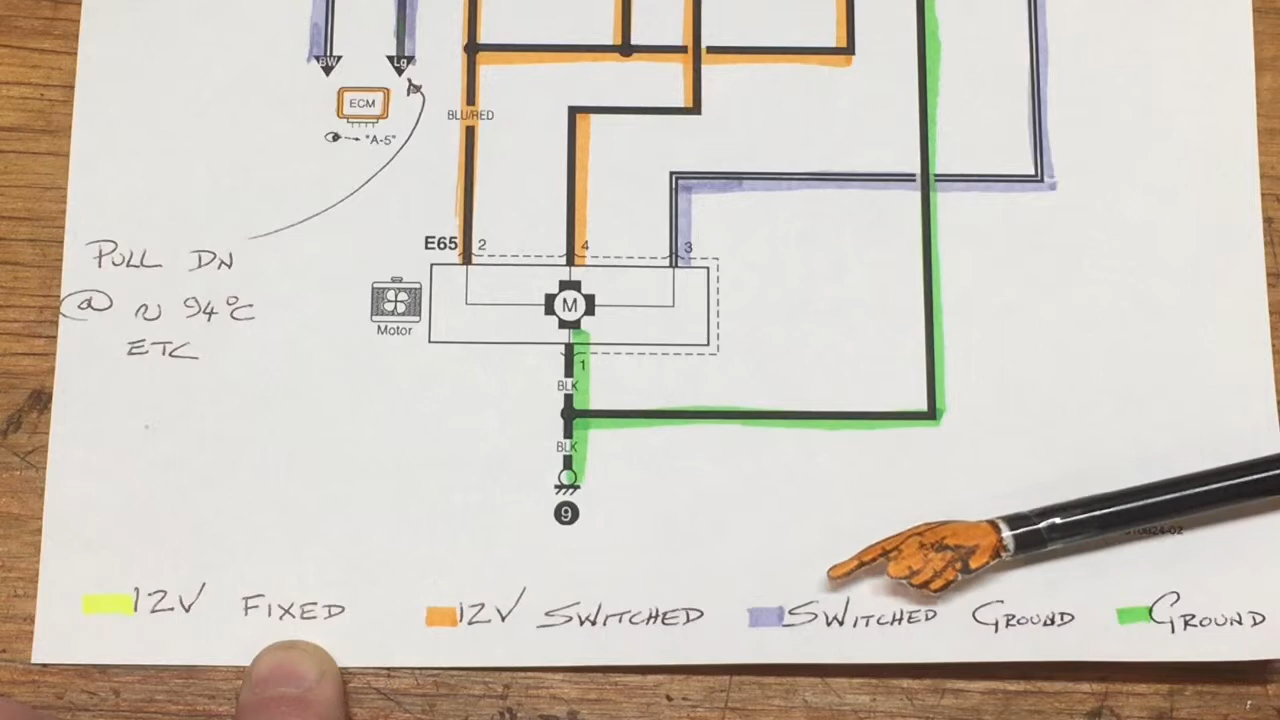 BW
Lg
ECM
"A-5"
BLU/RED
E65
2
4
3
PULL DN
@ ~ 94°C
ETC
M
Motor
1
BLK
BLK
9
12V FIXED
12V SWITCHED
SWITCHED GROUND
GROUND